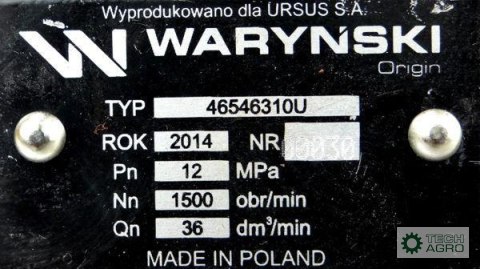 Wyprodukowano dla URSUS S.A.
WARYŃSKI
Origin
TYP 46546310U
ROK 2014 NR 00030
Pn 12 MPa
Nn 1500 obr/min
Qn 36 dm³/min
MADE IN POLAND
TECH
AGRO